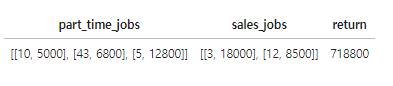 part_time_jobs sales_jobs return
[[10, 5000], [43, 6800], [5, 12800]] [[3, 18000], [12, 8500]] 718800